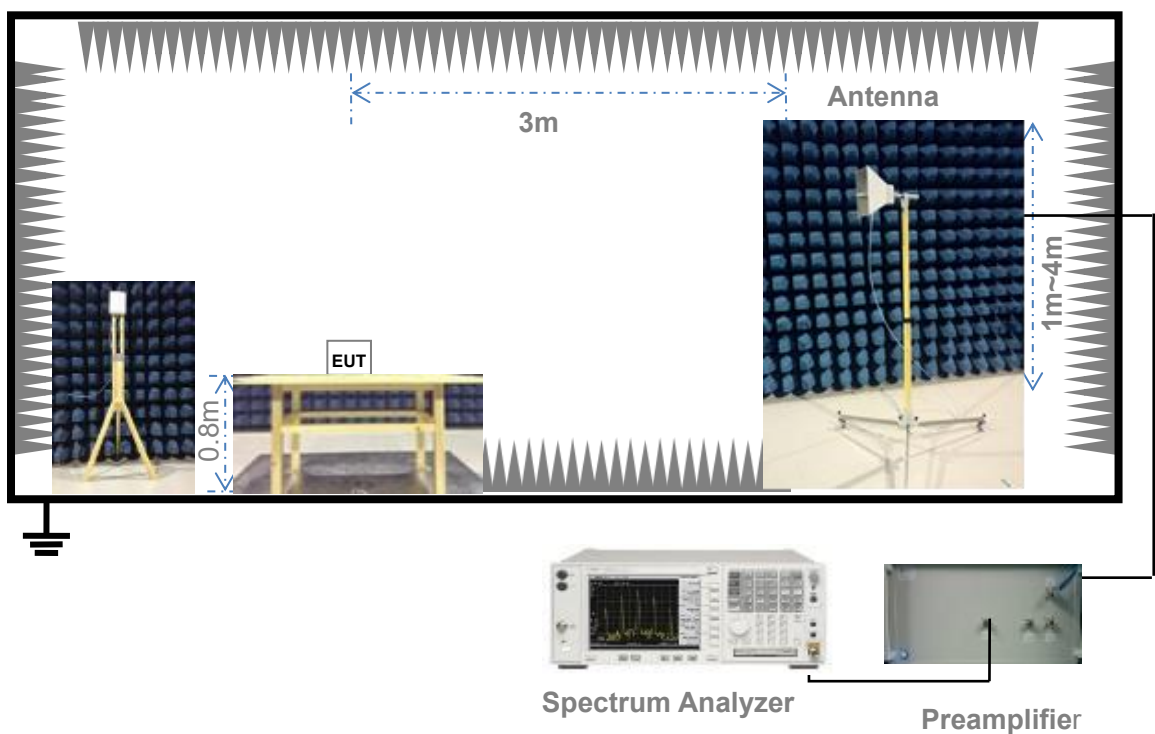 Antenna
3m
1m~4m
EUT
0.8m
Spectrum Analyzer
Preamplifier